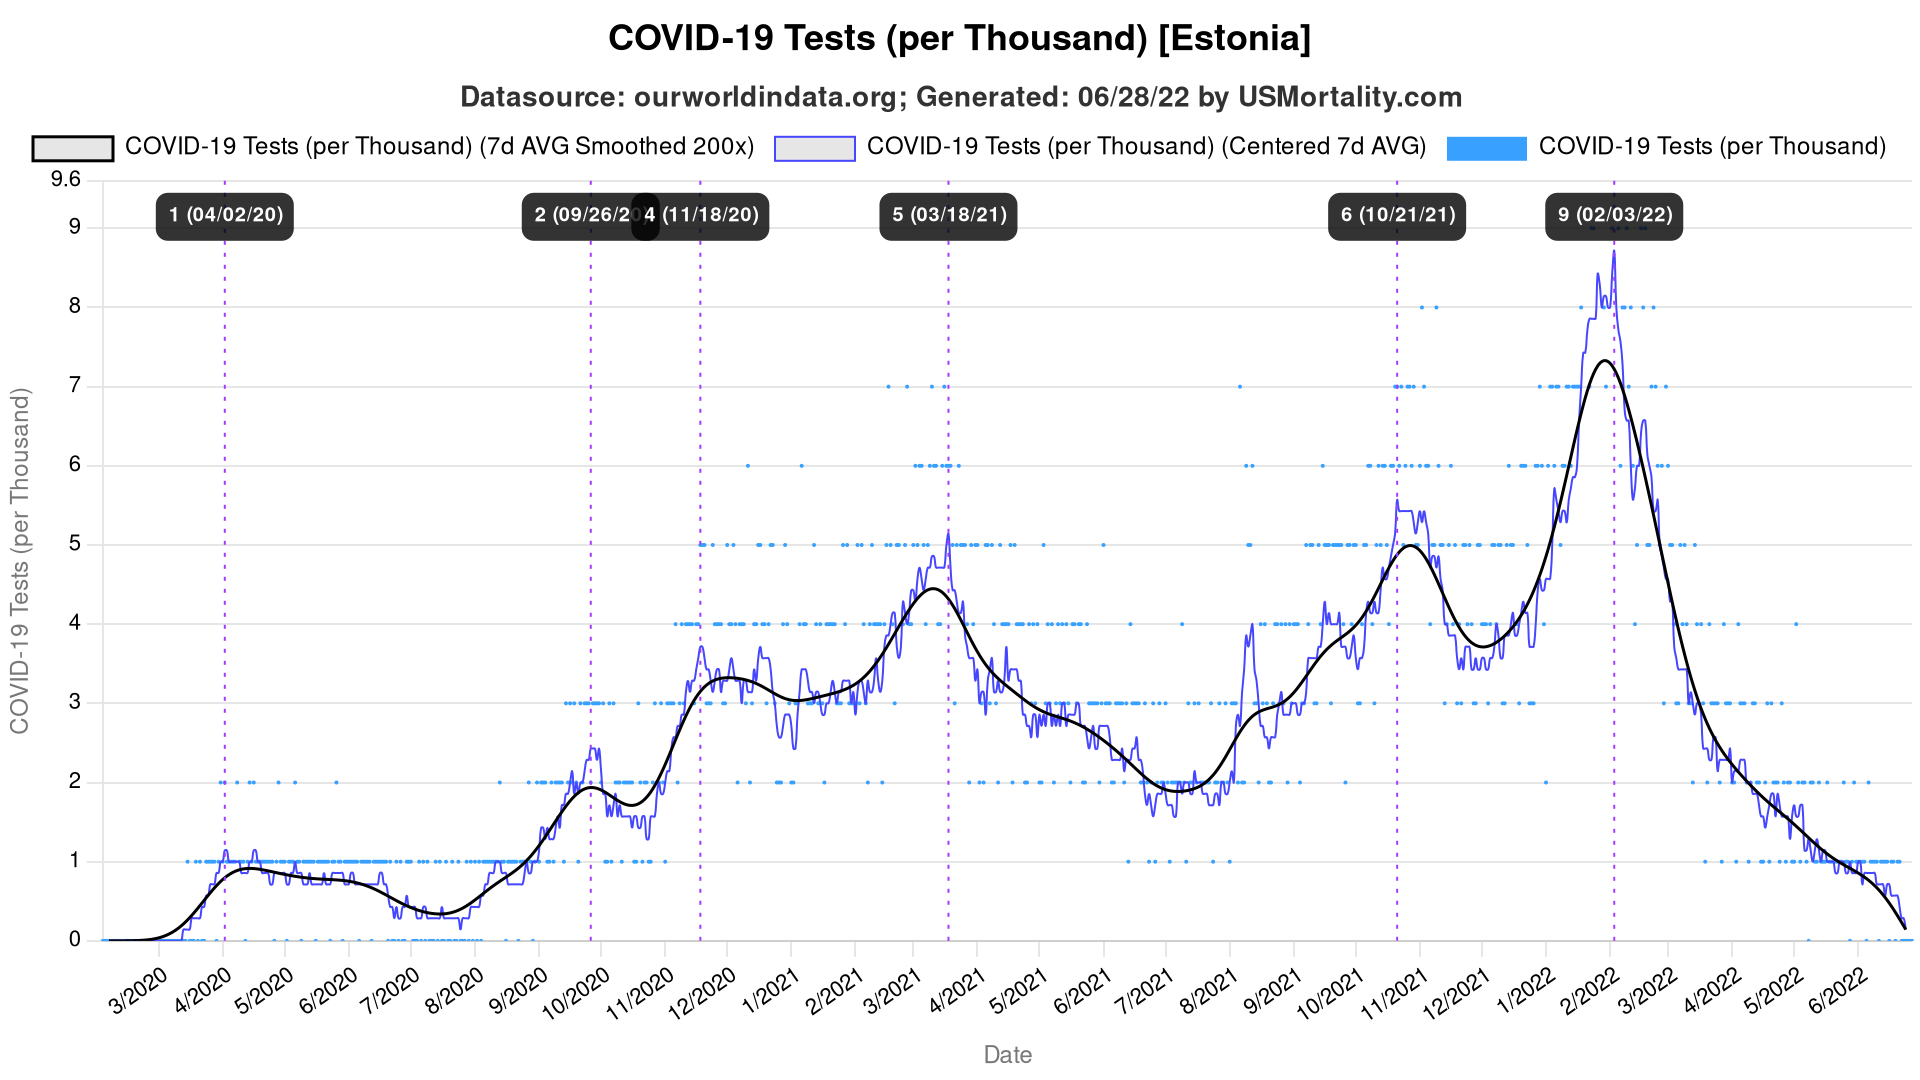 COVID-19 Tests (per Thousand) [Estonia]
Datasource: ourworldindata.org; Generated: 06/28/22 by USMortality.com
COVID-19 Tests (per Thousand) (7d AVG Smoothed 200x) COVID-19 Tests (per Thousand) (Centered 7d AVG) COVID-19 Tests (per Thousand)
1 (04/02/20) 2 (09/26/20) 4 (11/18/20) 5 (03/18/21) 6 (10/21/21) 9 (02/03/22)
9.6
9
8
7
6
5
4
3
2
1
0
COVID-19 Tests (per Thousand)
3/2020 4/2020 5/2020 6/2020 7/2020 8/2020 9/2020 10/2020 11/2020 12/2020 1/2021 2/2021 3/2021 4/2021 5/2021 6/2021 7/2021 8/2021 9/2021 10/2021 11/2021 12/2021 1/2022 2/2022 3/2022 4/2022 5/2022 6/2022
Date